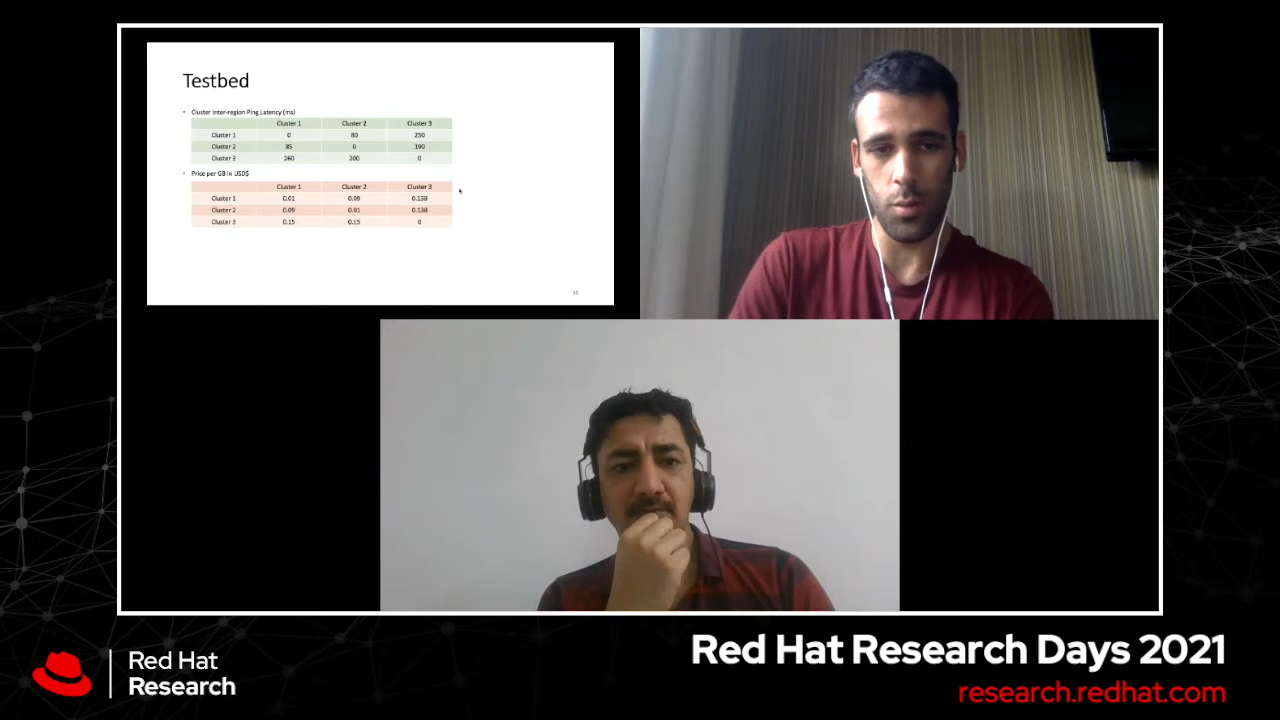 Testbed
• Cluster Inter-region Ping Latency (ms)
Cluster 1 Cluster 2 Cluster 3
Cluster 1 0 80 250
Cluster 2 85 0 190
Cluster 3 260 200 0
• Price per GB in USD$
Cluster 1 Cluster 2 Cluster 3
Cluster 1 0.01 0.09 0.138
Cluster 2 0.09 0.01 0.138
Cluster 3 0.15 0.15 0
Red Hat
Research
Red Hat Research Days 2021
research.redhat.com